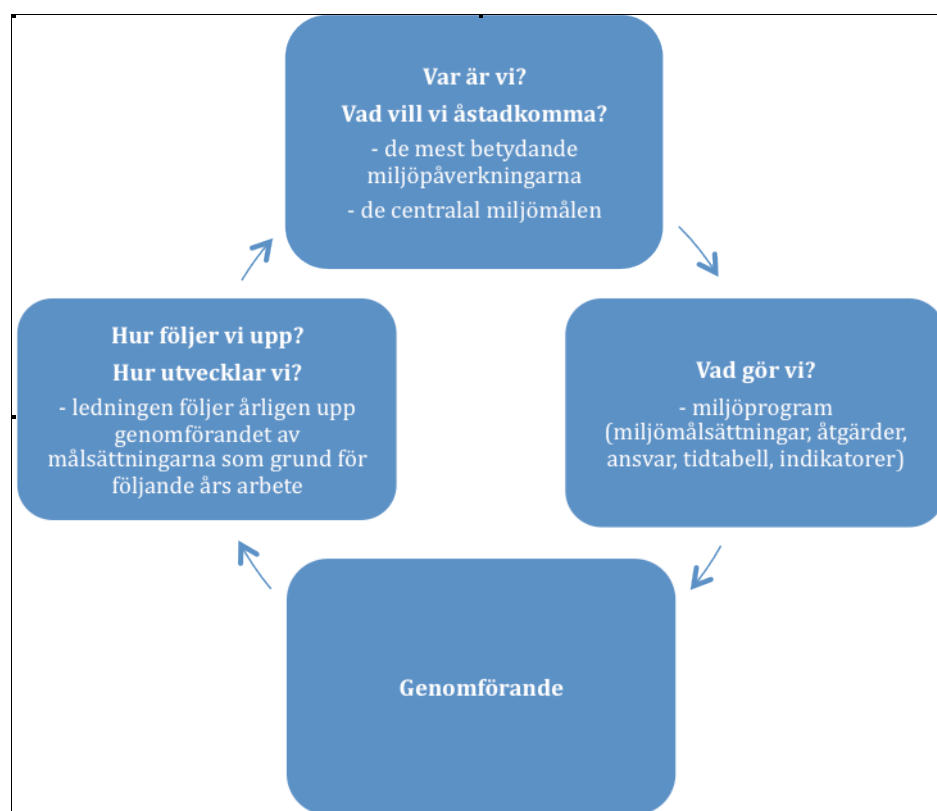 Var är vi?
Vad vill vi åstadkomma?
- de mest betydande
miljöpåverkningarna
- de centralal miljömålen
Vad gör vi?
- miljöprogram
(miljömålsättningar, åtgärder,
ansvar, tidtabell, indikatorer)
Genomförande
Hur följer vi upp?
Hur utvecklar vi?
- ledningen följer årligen upp
genomförandet av
målsättningarna som grund för
följande års arbete